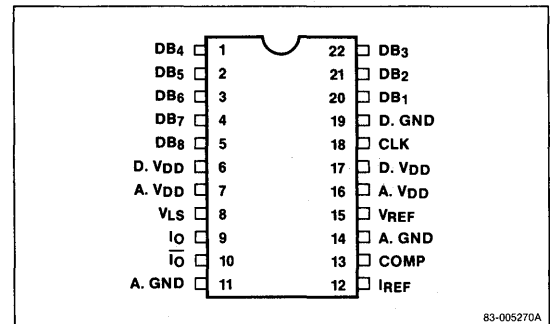 DB4 1 22 DB3
DB5 2 21 DB2
DB6 3 20 DB1
DB7 4 19 D. GND
DB8 5 18 CLK
D. VDD 6 17 D. VDD
A. VDD 7 16 A. VDD
VLS 8 15 VREF
IO 9 14 A. GND
I̅O̅ 10 13 COMP
A. GND 11 12 IREF
83-005270A